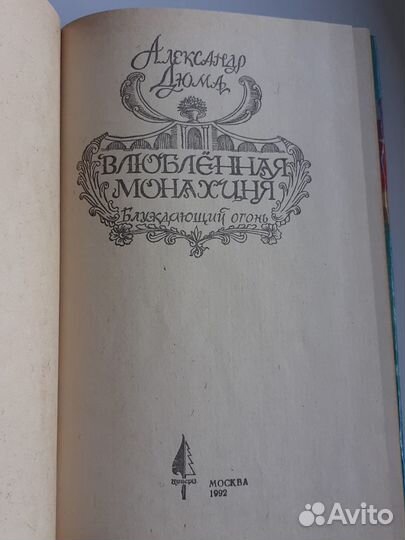 Александр
Дюма
ВЛЮБЛЁННАЯ
МОНАХИНЯ
Блуждающий огонь
МОСКВА
1992
Avito